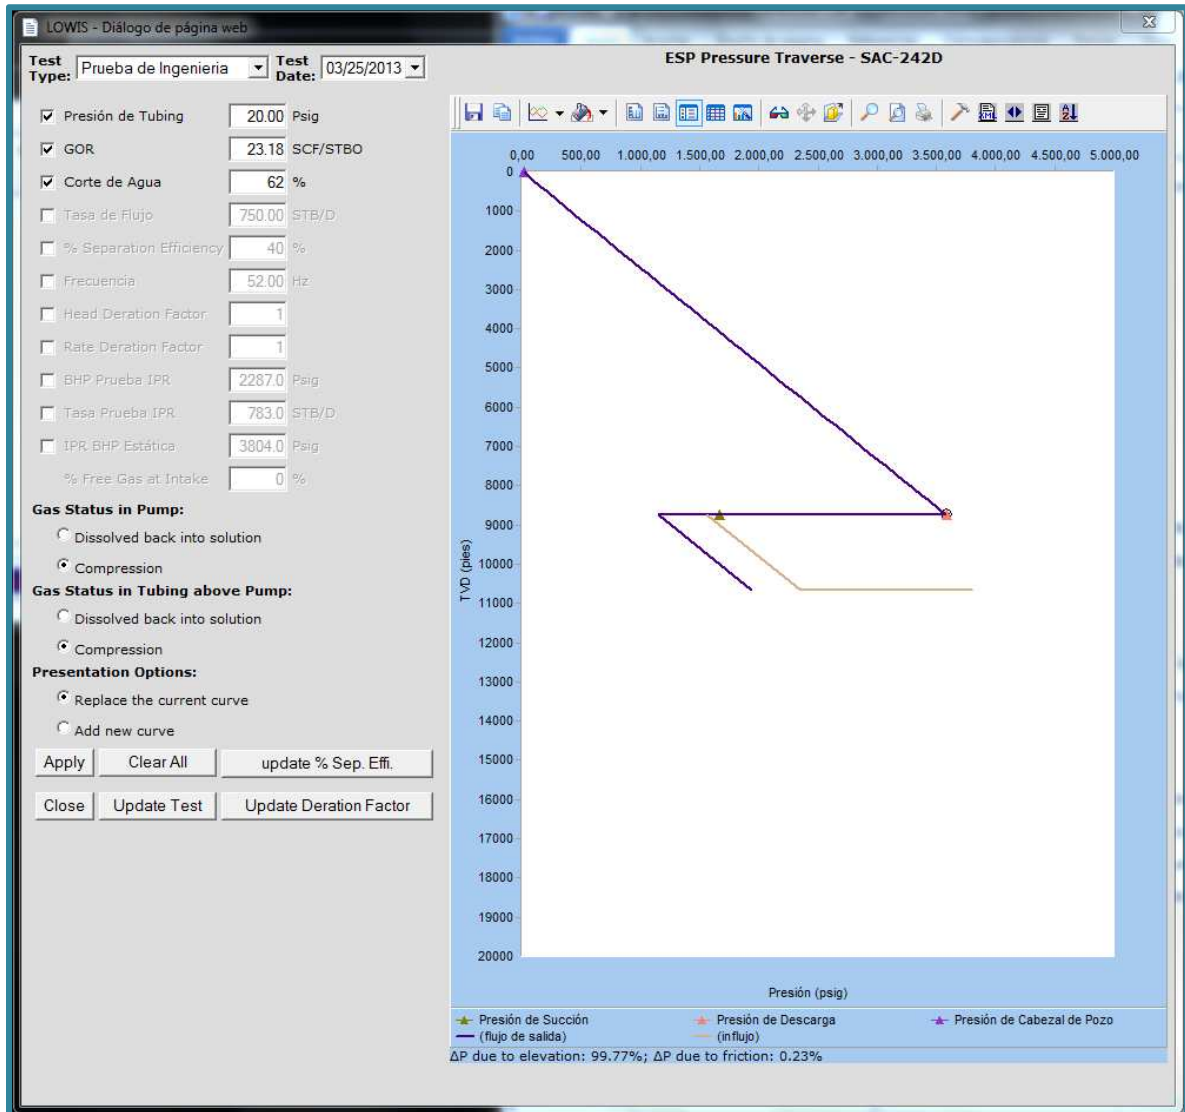 LOWIS - Diálogo de página web
Test Type: Prueba de Ingenieria Test Date: 03/25/2013
Presión de Tubing 20.00 Psig
GOR 23.18 SCF/STBO
Corte de Agua 62 %
Tasa de Flujo 750.00 STB/D
% Separation Efficiency 40 %
Frecuencia 52.00 Hz
Head Deration Factor 1
Rate Deration Factor 1
BHP Prueba IPR 2287.0 Psig
Tasa Prueba IPR 783.0 STB/D
IPR BHP Estática 3804.0 Psig
% Free Gas at Intake 0 %
Gas Status in Pump:
Dissolved back into solution
Compression
Gas Status in Tubing above Pump:
Dissolved back into solution
Compression
Presentation Options:
Replace the current curve
Add new curve
Apply Clear All update % Sep. Effi.
Close Update Test Update Deration Factor
ESP Pressure Traverse - SAC-242D
0,00 500,00 1.000,00 1.500,00 2.000,00 2.500,00 3.000,00 3.500,00 4.000,00 4.500,00 5.000,00
0
1000
2000
3000
4000
5000
6000
7000
8000
9000
10000
11000
12000
13000
14000
15000
16000
17000
18000
19000
20000
TVD (pies)
Presión (psig)
Presión de Succión Presión de Descarga Presión de Cabezal de Pozo
(flujo de salida) (influjo)
ΔP due to elevation: 99.77%; ΔP due to friction: 0.23%